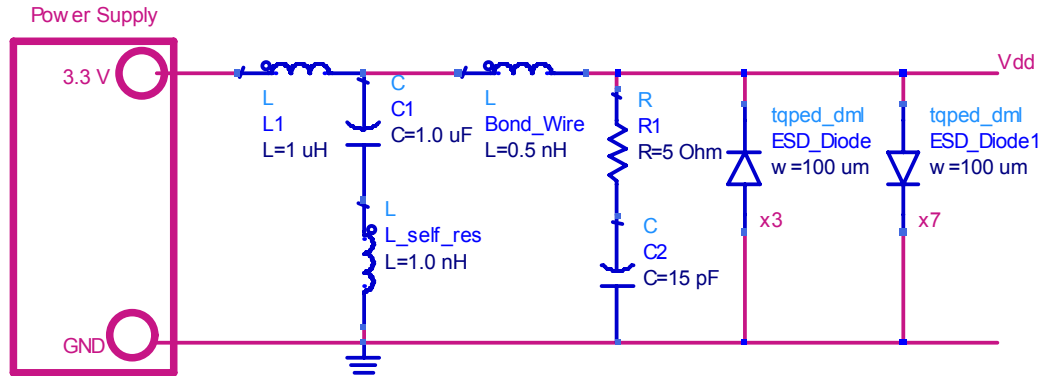 Power Supply
3.3 V
GND
L
L1
L=1 uH
C
C1
C=1.0 uF
L
L_self_res
L=1.0 nH
L
Bond_Wire
L=0.5 nH
R
R1
R=5 Ohm
C
C2
C=15 pF
tqped_dml
ESD_Diode
w=100 um
x3
Vdd
tqped_dml
ESD_Diode1
w=100 um
x7